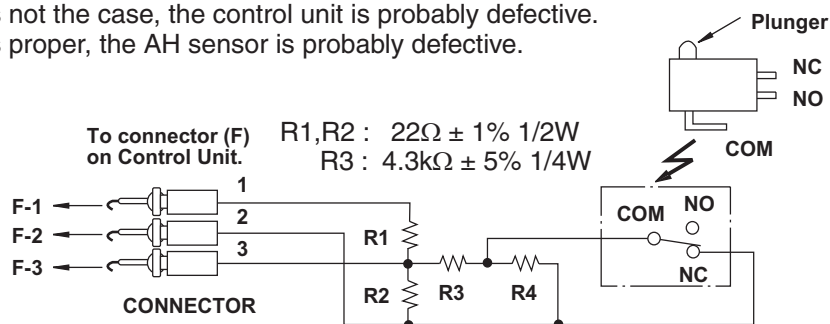 s not the case, the control unit is probably defective.
s proper, the AH sensor is probably defective.
Plunger
NC
NO
COM
To connector (F)
on Control Unit.
R1,R2 : 22Ω ± 1% 1/2W
R3 : 4.3kΩ ± 5% 1/4W
1
F-1
2
F-2
3
F-3
CONNECTOR
R1
R2
R3
R4
COM
NO
NC